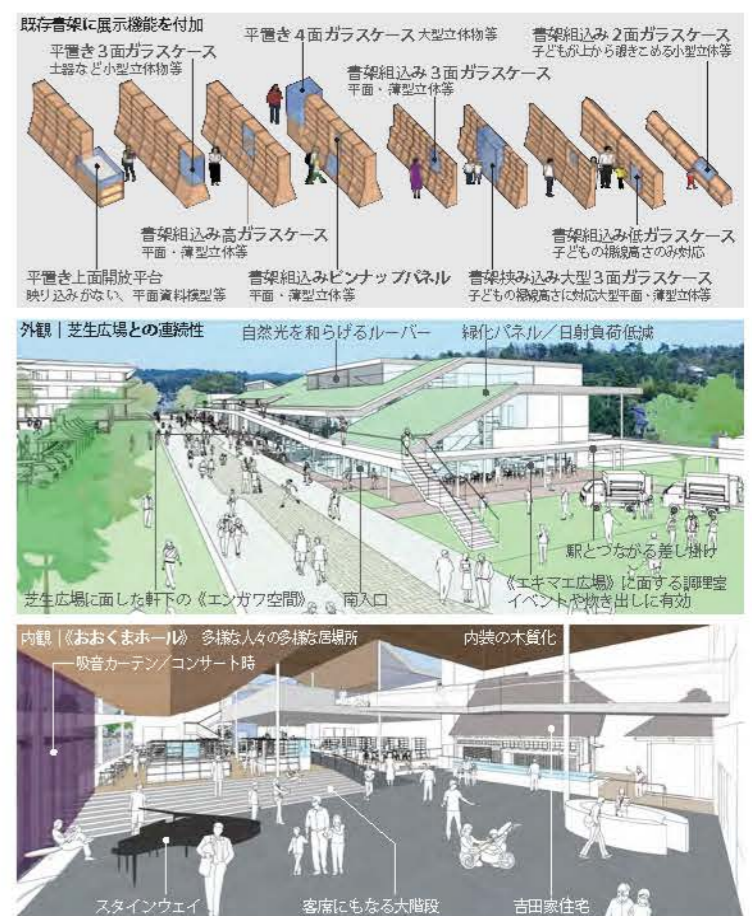 既存書架に展示機能を付加
平置き3面ガラスケース
土器など小型立体物等
平置き4面ガラスケース 大型立体物等
書架組込み3面ガラスケース
平面・薄型立体等
書架組込み2面ガラスケース
子どもが上から覗きこめる小型立体等
平置き上面開放平台
映り込みがない、平面資料模型等
書架組込み高ガラスケース
平面・薄型立体等
書架組込みピンナップパネル
平面・薄型立体等
書架挟み込み大型3面ガラスケース
子どもの視線高さに対応大型平面・薄型立体等
書架組込み低ガラスケース
子どもの視線高さのみ対応
外観|芝生広場との連続性
自然光を和らげるルーバー
緑化パネル/日射負荷低減
芝生広場に面した軒下の《エンガワ空間》
南入口
駅とつながる差し掛け
《エキマエ広場》に面する調理室
イベントや炊き出しに有効
内観|《おおくまホール》 多様な人々の多様な居場所
吸音カーテン/コンサート時
内装の木質化
スタインウェイ
客席にもなる大階段
吉田家住宅